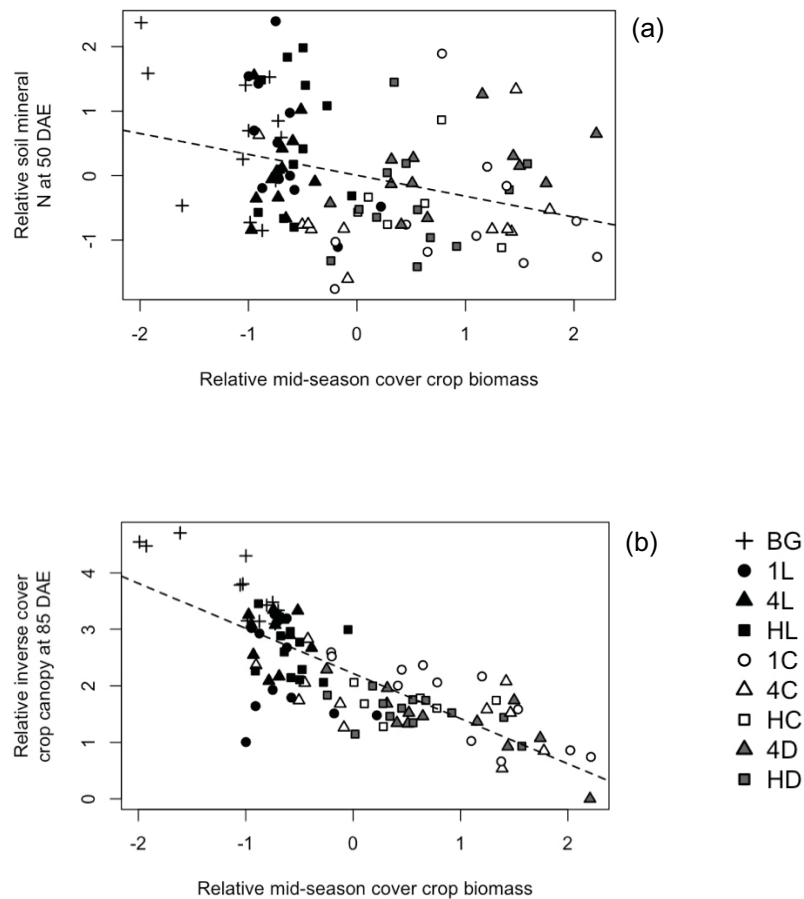 (a)
Relative soil mineral
N at 50 DAE
2
1
0
-1
-2 -1 0 1 2
Relative mid-season cover crop biomass
(b)
Relative inverse cover
crop canopy at 85 DAE
4
3
2
1
0
-2 -1 0 1 2
Relative mid-season cover crop biomass
BG
1L
4L
HL
1C
4C
HC
4D
HD